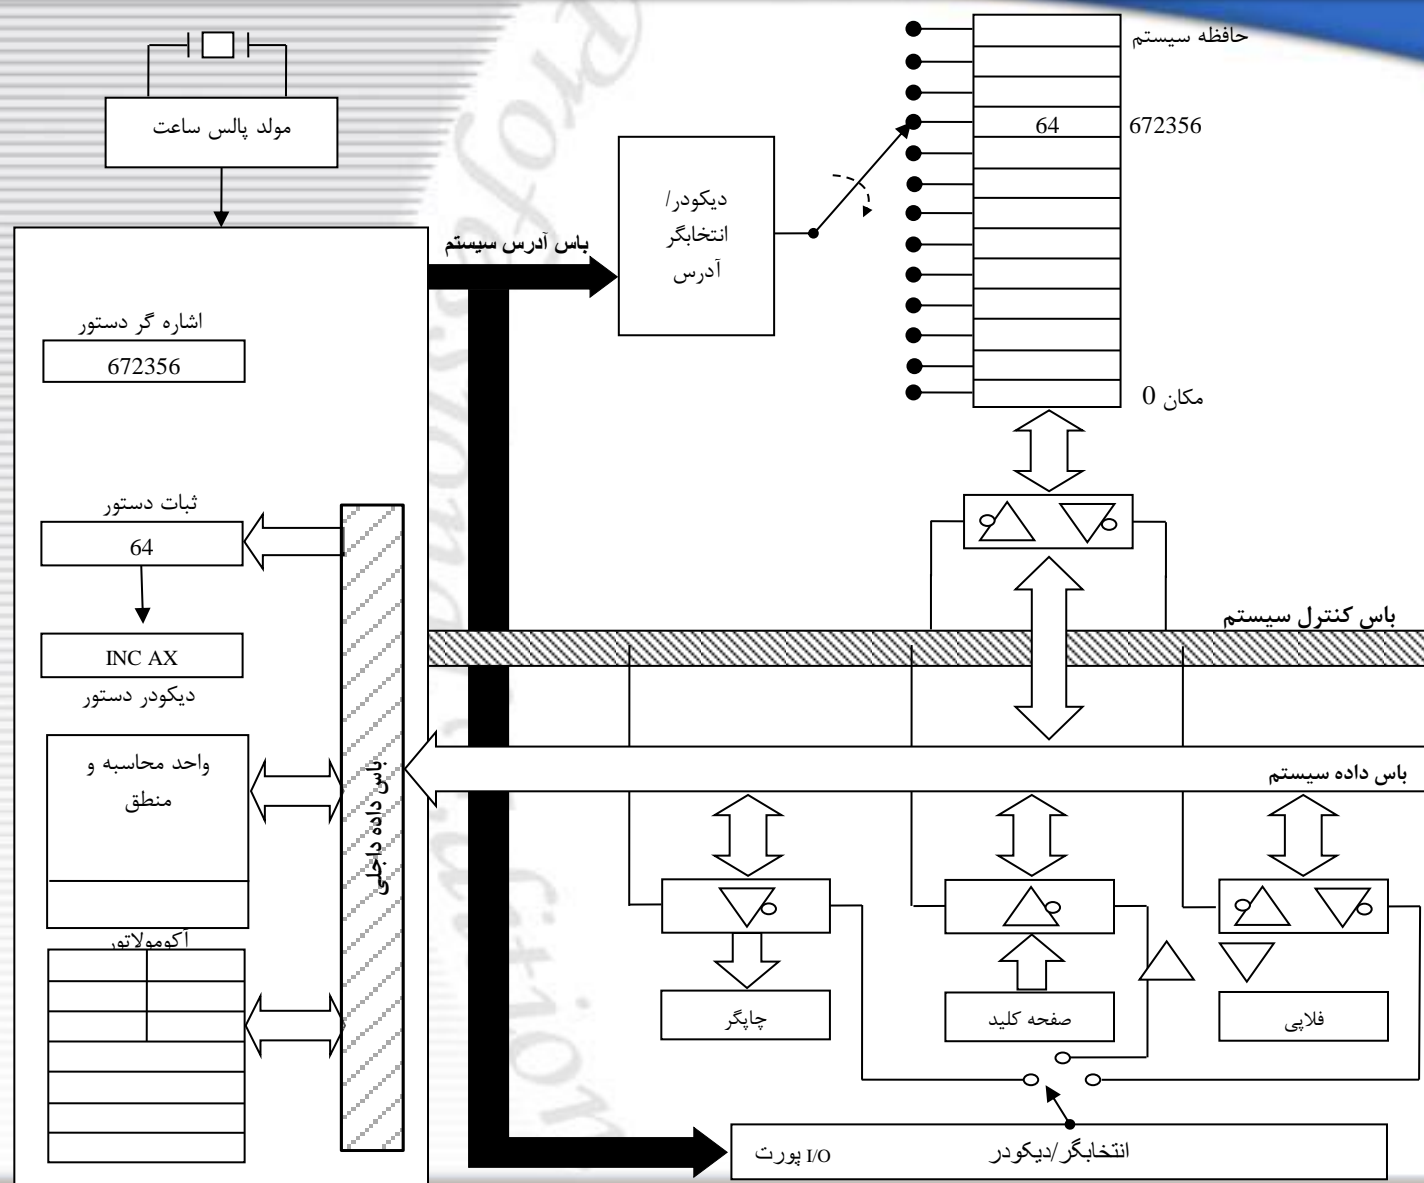 حافظه سیستم
مولد پالس ساعت
64
672356
دیکودر/
انتخابگر
آدرس
باس آدرس سیستم
اشاره گر دستور
672356
مکان 0
ثبات دستور
64
باس کنترل سیستم
INC AX
دیکودر دستور
واحد محاسبه و
منطق
باس داده داجلی
باس داده سیستم
آکومولاتور
چاپگر
صفحه کلید
فلاپی
انتخابگر/دیکودر
پورت I/O